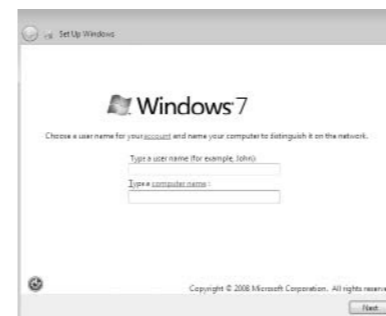 Set Up Windows
Windows 7
Choose a user name for your account and name your computer to distinguish it on the network.
Type a user name (for example, John):
Type a computer name :
Copyright © 2008 Microsoft Corporation. All rights reserve
Next